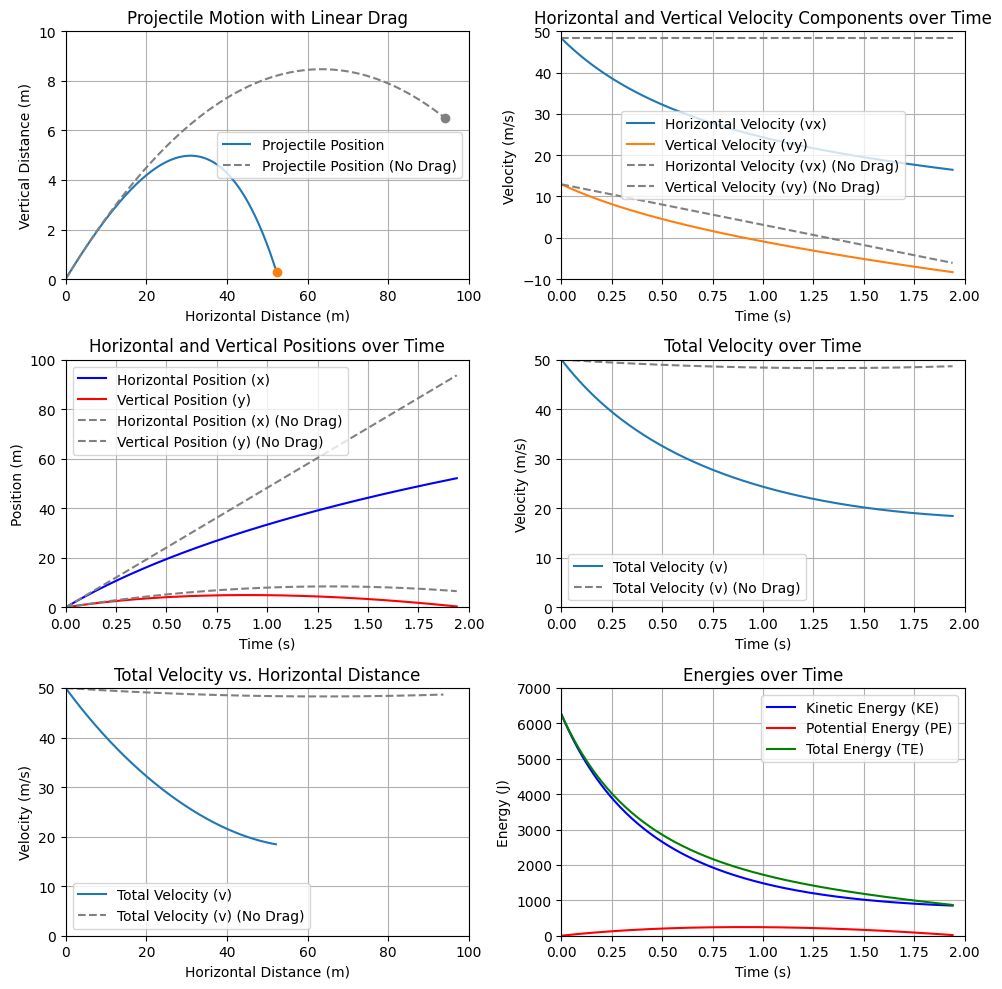 Projectile Motion with Linear Drag
10
8
6
4
2
0
Vertical Distance (m)
Projectile Position
Projectile Position (No Drag)
0 20 40 60 80 100
Horizontal Distance (m)
Horizontal and Vertical Velocity Components over Time
50
40
30
20
10
0
−10
Velocity (m/s)
Horizontal Velocity (vx)
Vertical Velocity (vy)
Horizontal Velocity (vx) (No Drag)
Vertical Velocity (vy) (No Drag)
0.00 0.25 0.50 0.75 1.00 1.25 1.50 1.75 2.00
Time (s)
Horizontal and Vertical Positions over Time
100
80
60
40
20
0
Position (m)
Horizontal Position (x)
Vertical Position (y)
Horizontal Position (x) (No Drag)
Vertical Position (y) (No Drag)
0.00 0.25 0.50 0.75 1.00 1.25 1.50 1.75 2.00
Time (s)
Total Velocity over Time
50
40
30
20
10
0
Velocity (m/s)
Total Velocity (v)
Total Velocity (v) (No Drag)
0.00 0.25 0.50 0.75 1.00 1.25 1.50 1.75 2.00
Time (s)
Total Velocity vs. Horizontal Distance
50
40
30
20
10
0
Velocity (m/s)
Total Velocity (v)
Total Velocity (v) (No Drag)
0 20 40 60 80 100
Horizontal Distance (m)
Energies over Time
7000
6000
5000
4000
3000
2000
1000
0
Energy (J)
Kinetic Energy (KE)
Potential Energy (PE)
Total Energy (TE)
0.00 0.25 0.50 0.75 1.00 1.25 1.50 1.75 2.00
Time (s)